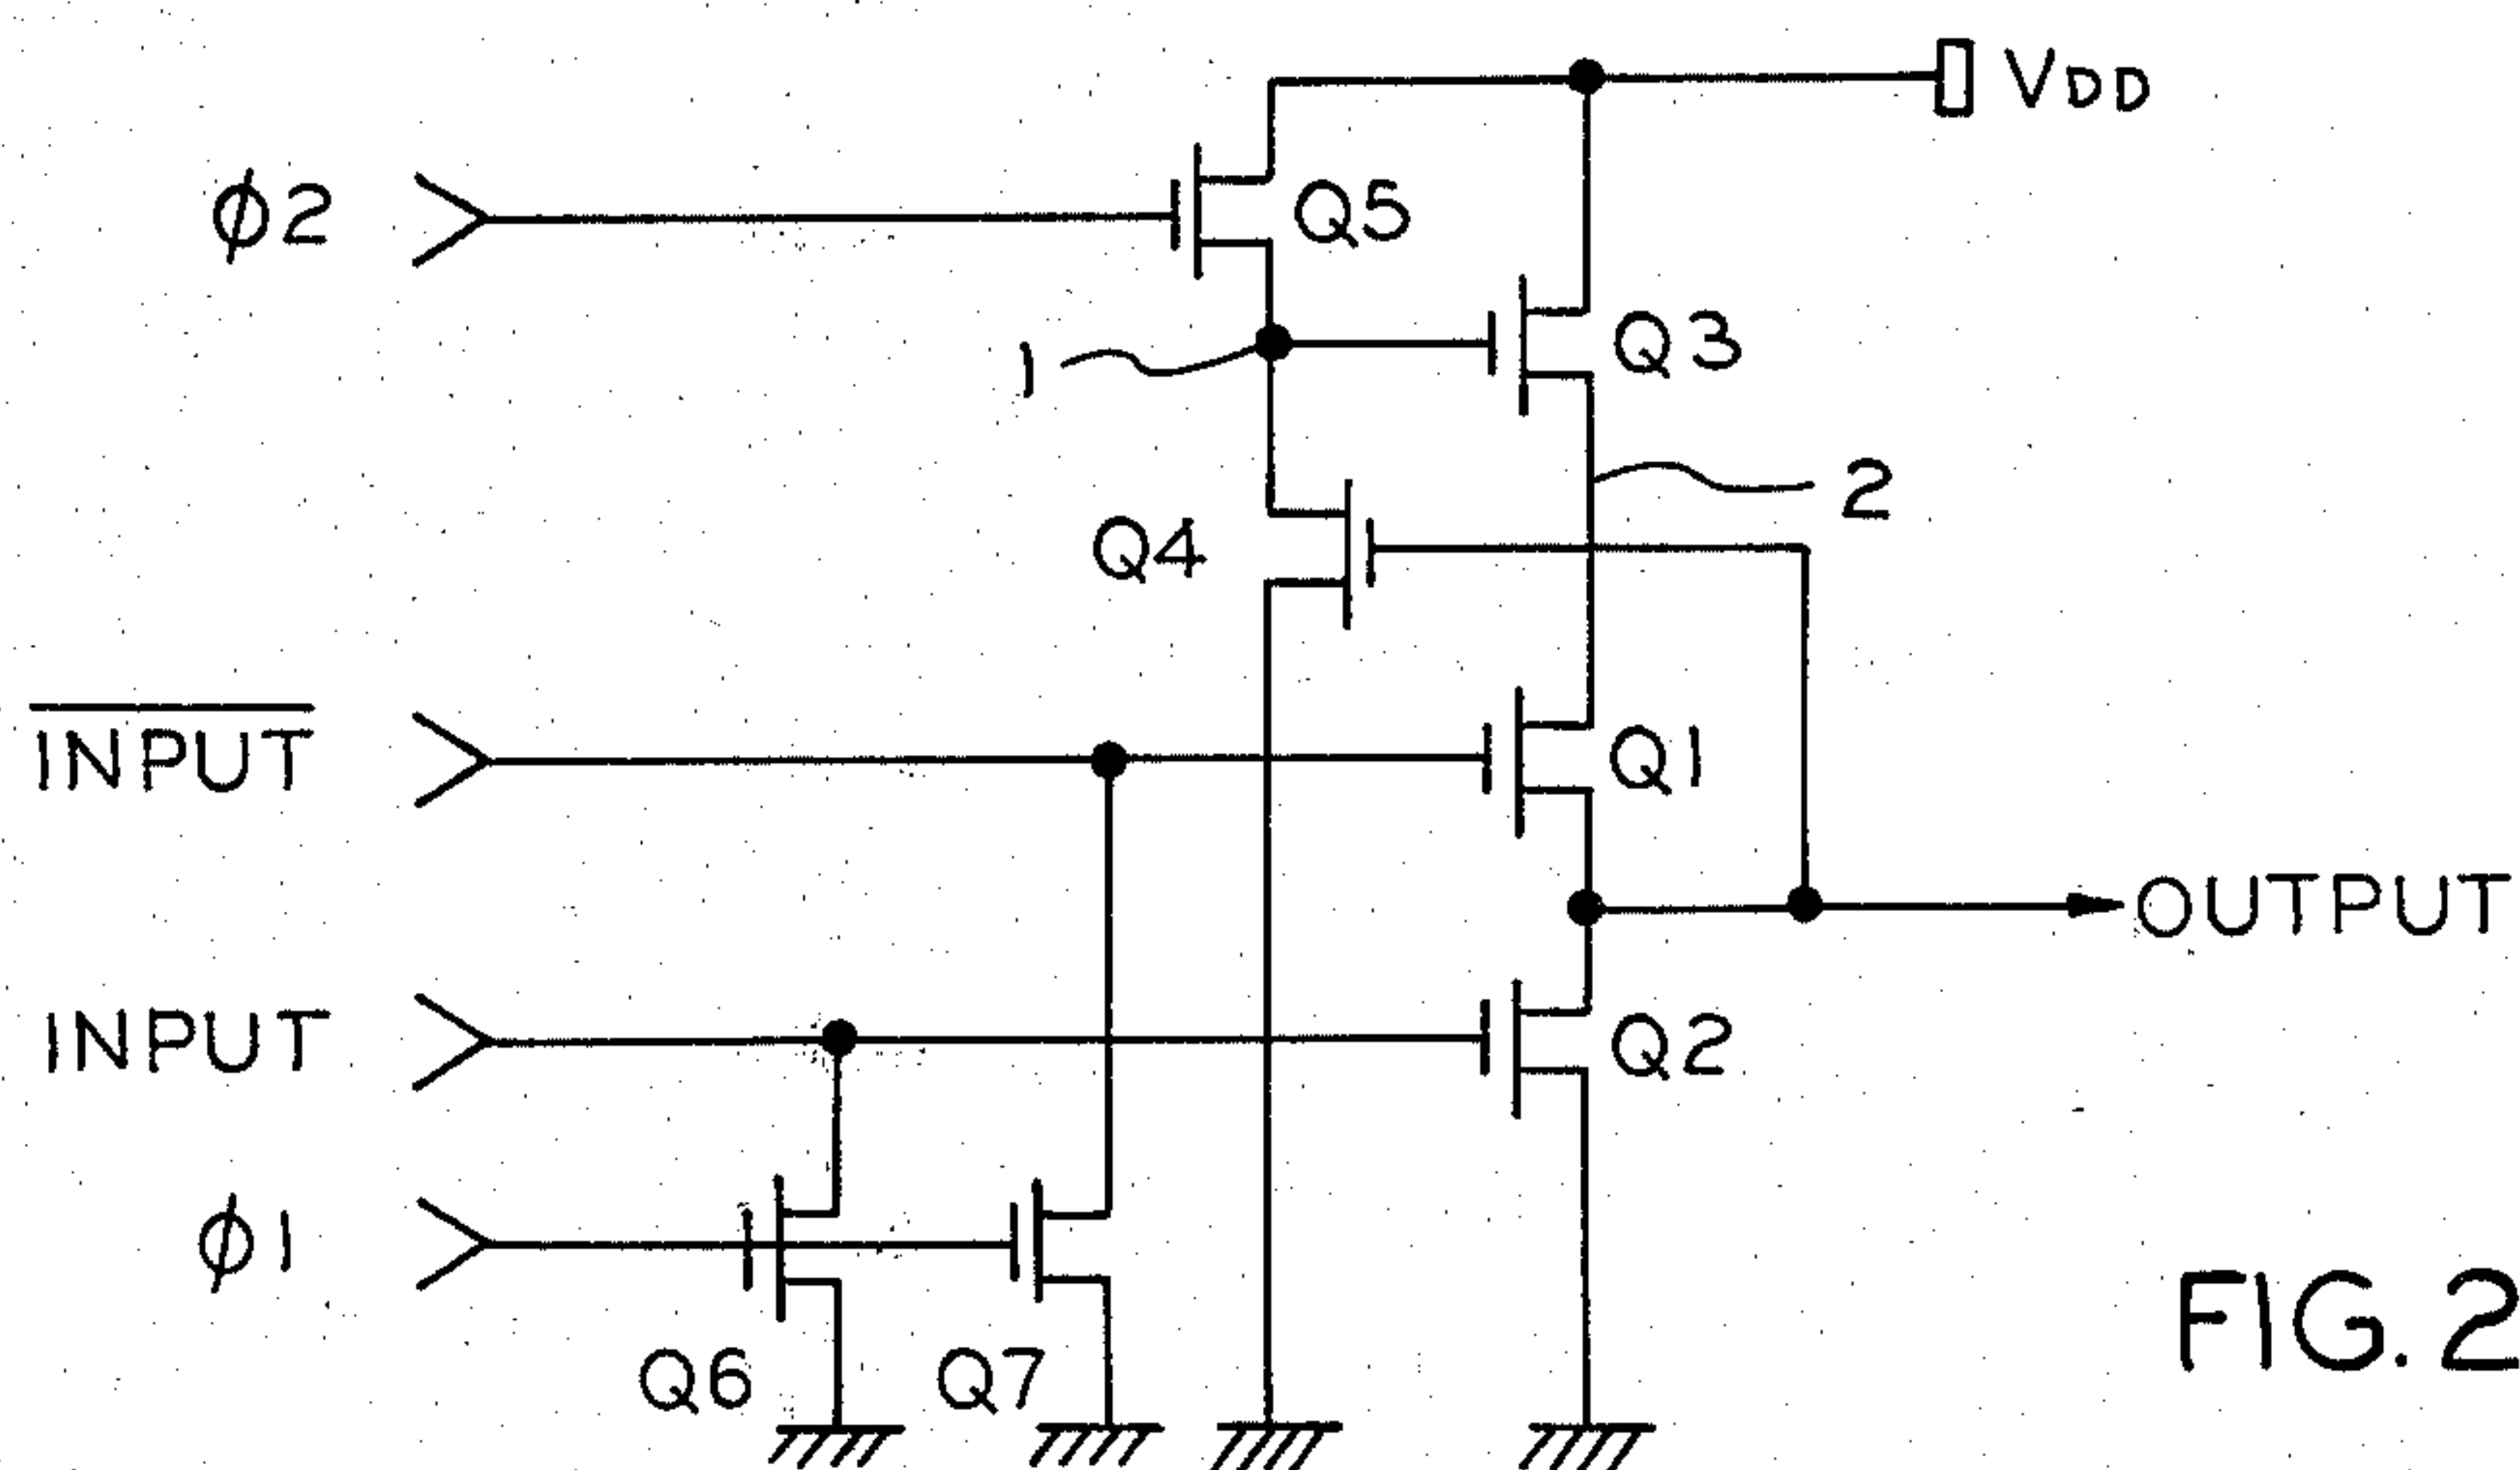 VDD
ϕ2
Q5
Q3
1
2
Q4
INPUT
Q1
OUTPUT
INPUT
Q2
ϕ1
Q6
Q7
FIG. 2